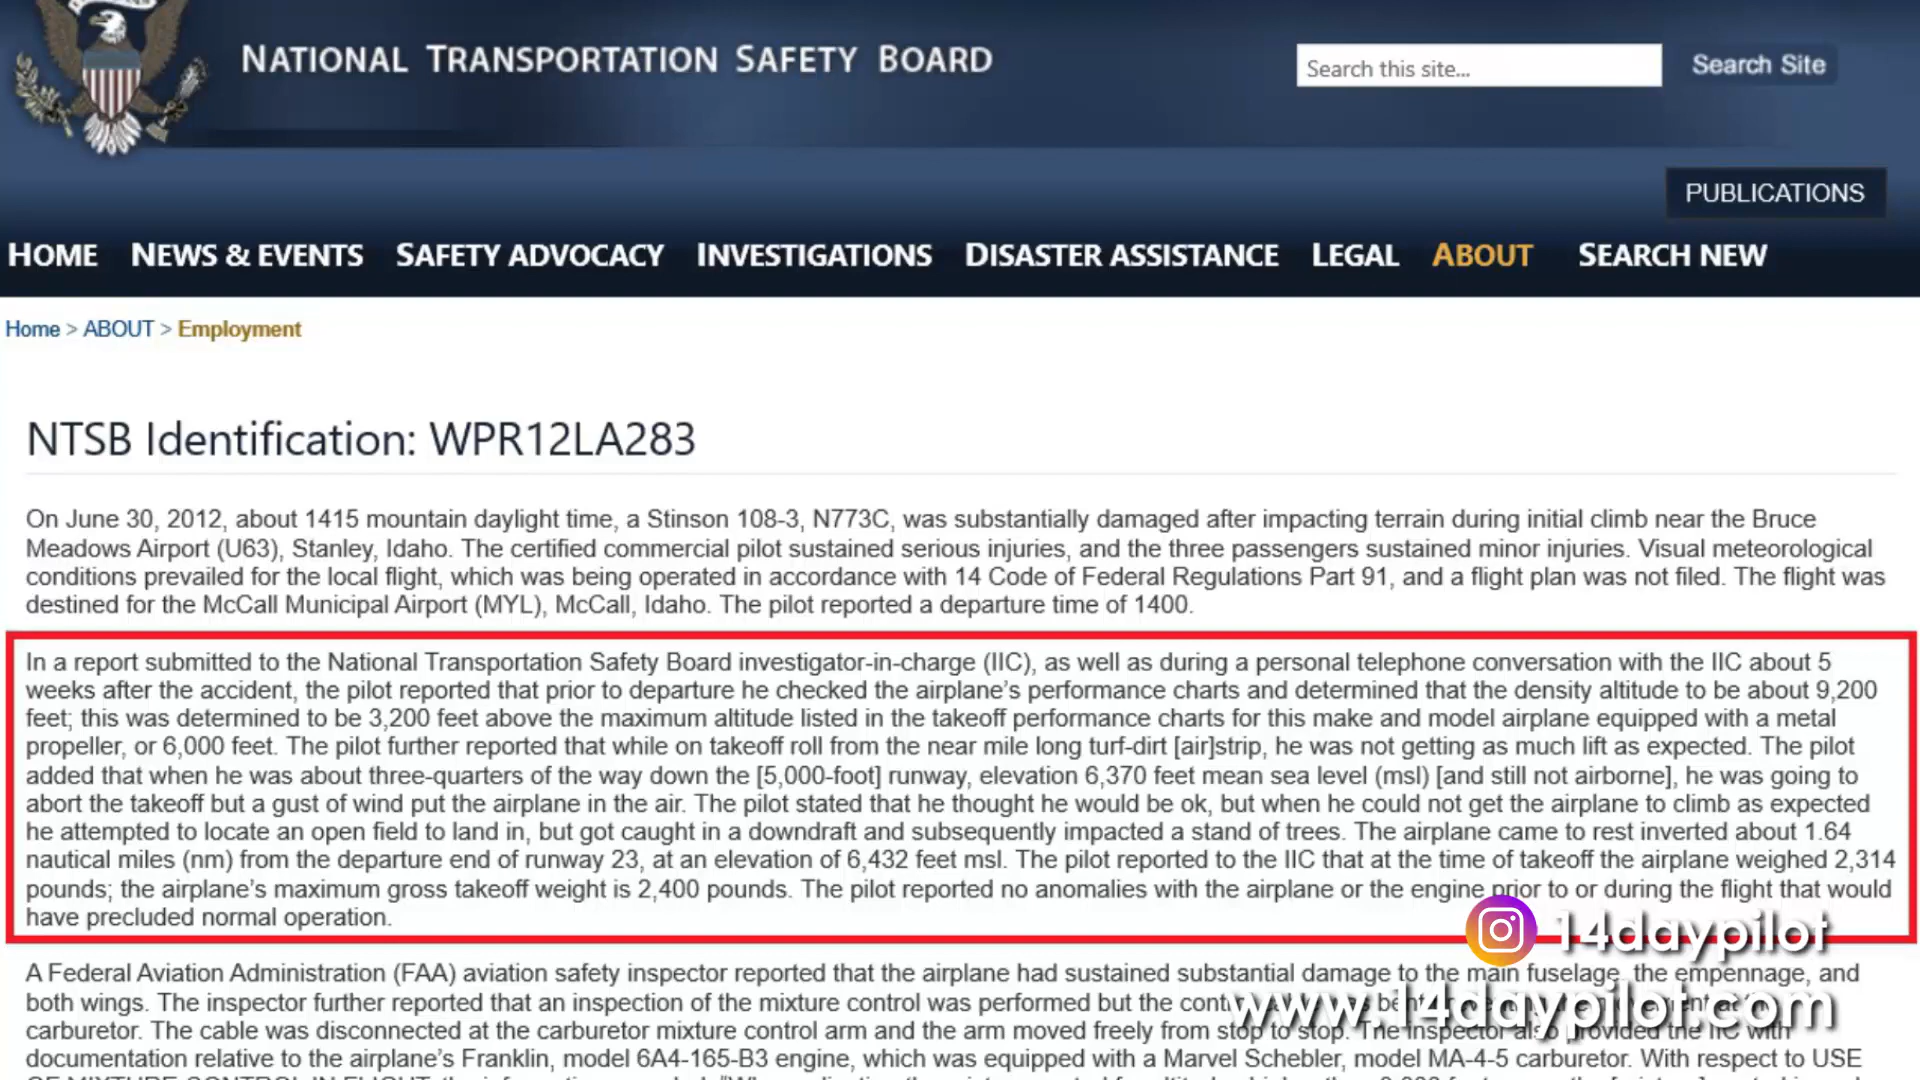 NATIONAL TRANSPORTATION SAFETY BOARD
Search this site...
Search Site
PUBLICATIONS
HOME NEWS & EVENTS SAFETY ADVOCACY INVESTIGATIONS DISASTER ASSISTANCE LEGAL ABOUT SEARCH NEW
Home > ABOUT > Employment
NTSB Identification: WPR12LA283
On June 30, 2012, about 1415 mountain daylight time, a Stinson 108-3, N773C, was substantially damaged after impacting terrain during initial climb near the Bruce
Meadows Airport (U63), Stanley, Idaho. The certified commercial pilot sustained serious injuries, and the three passengers sustained minor injuries. Visual meteorological
conditions prevailed for the local flight, which was being operated in accordance with 14 Code of Federal Regulations Part 91, and a flight plan was not filed. The flight was
destined for the McCall Municipal Airport (MYL), McCall, Idaho. The pilot reported a departure time of 1400.
In a report submitted to the National Transportation Safety Board investigator-in-charge (IIC), as well as during a personal telephone conversation with the IIC about 5
weeks after the accident, the pilot reported that prior to departure he checked the airplane's performance charts and determined that the density altitude to be about 9,200
feet; this was determined to be 3,200 feet above the maximum altitude listed in the takeoff performance charts for this make and model airplane equipped with a metal
propeller, or 6,000 feet. The pilot further reported that while on takeoff roll from the near mile long turf-dirt [air]strip, he was not getting as much lift as expected. The pilot
added that when he was about three-quarters of the way down the [5,000-foot] runway, elevation 6,370 feet mean sea level (msl) [and still not airborne], he was going to
abort the takeoff but a gust of wind put the airplane in the air. The pilot stated that he thought he would be ok, but when he could not get the airplane to climb as expected
he attempted to locate an open field to land in, but got caught in a downdraft and subsequently impacted a stand of trees. The airplane came to rest inverted about 1.64
nautical miles (nm) from the departure end of runway 23, at an elevation of 6,432 feet msl. The pilot reported to the IIC that at the time of takeoff the airplane weighed 2,314
pounds; the airplane's maximum gross takeoff weight is 2,400 pounds. The pilot reported no anomalies with the airplane or the engine prior to or during the flight that would
have precluded normal operation.
14daypilot
A Federal Aviation Administration (FAA) aviation safety inspector reported that the airplane had sustained substantial damage to the main fuselage, the empennage, and
both wings. The inspector further reported that an inspection of the mixture control was performed but the
www.14daypilot.com
carburetor. The cable was disconnected at the carburetor mixture control arm and the arm moved freely from stop to stop. The inspector also provided the IIC with
documentation relative to the airplane's Franklin, model 6A4-165-B3 engine, which was equipped with a Marvel Schebler, model MA-4-5 carburetor. With respect to USE